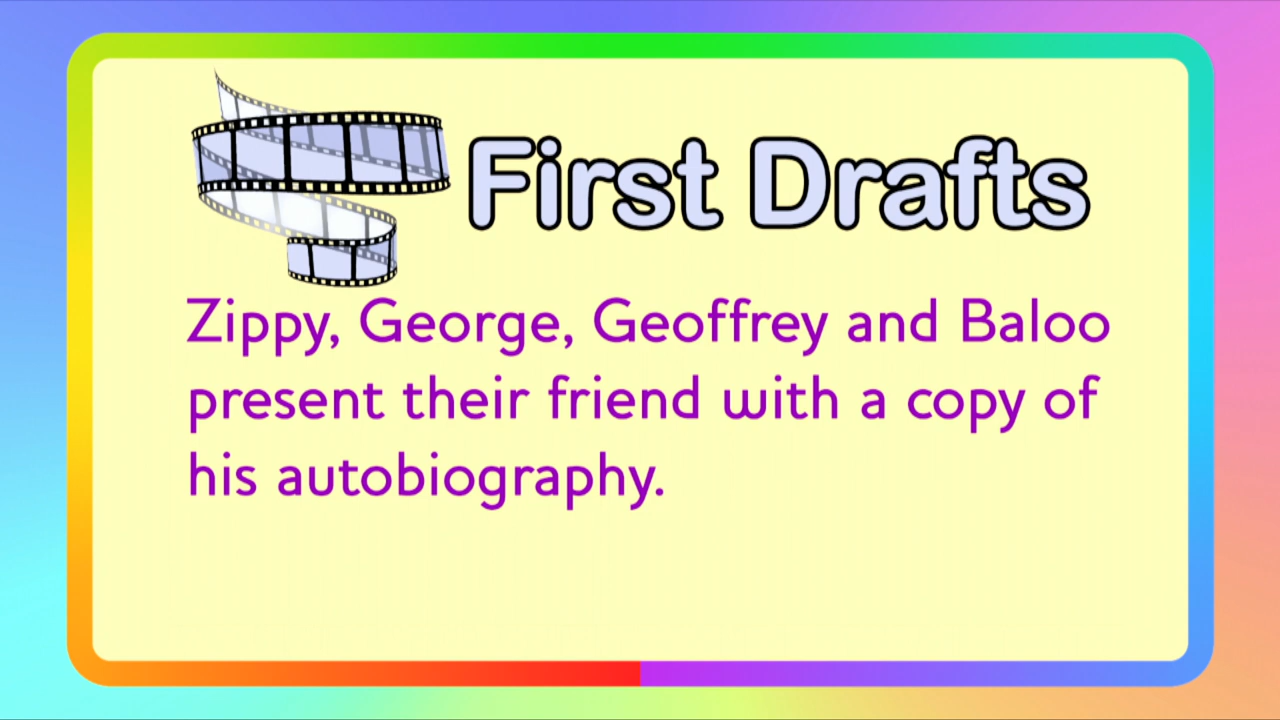 First Drafts
Zippy, George, Geoffrey and Baloo
present their friend with a copy of
his autobiography.